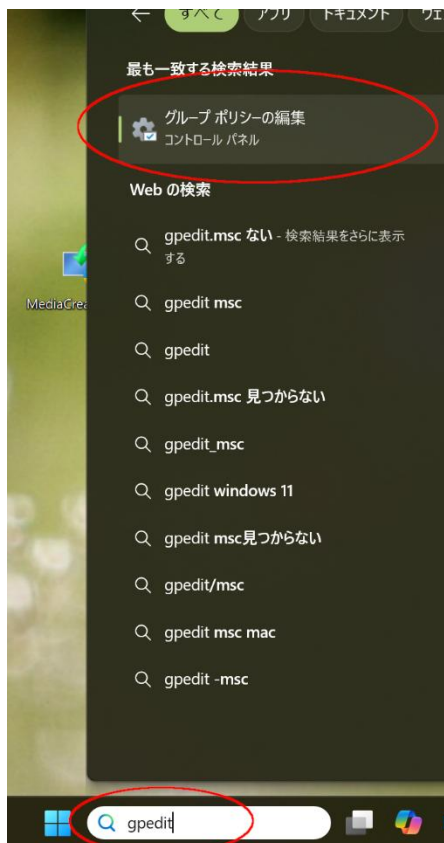 ← すべて アプリ ドキュメント ウェ
最も一致する検索結果
グループ ポリシーの編集
コントロール パネル
Web の検索
gpedit.msc ない - 検索結果をさらに表示
する
gpedit msc
gpedit
gpedit.msc 見つからない
gpedit_msc
gpedit windows 11
gpedit msc見つからない
gpedit/msc
gpedit msc mac
gpedit -msc
MediaCrea
gpedit